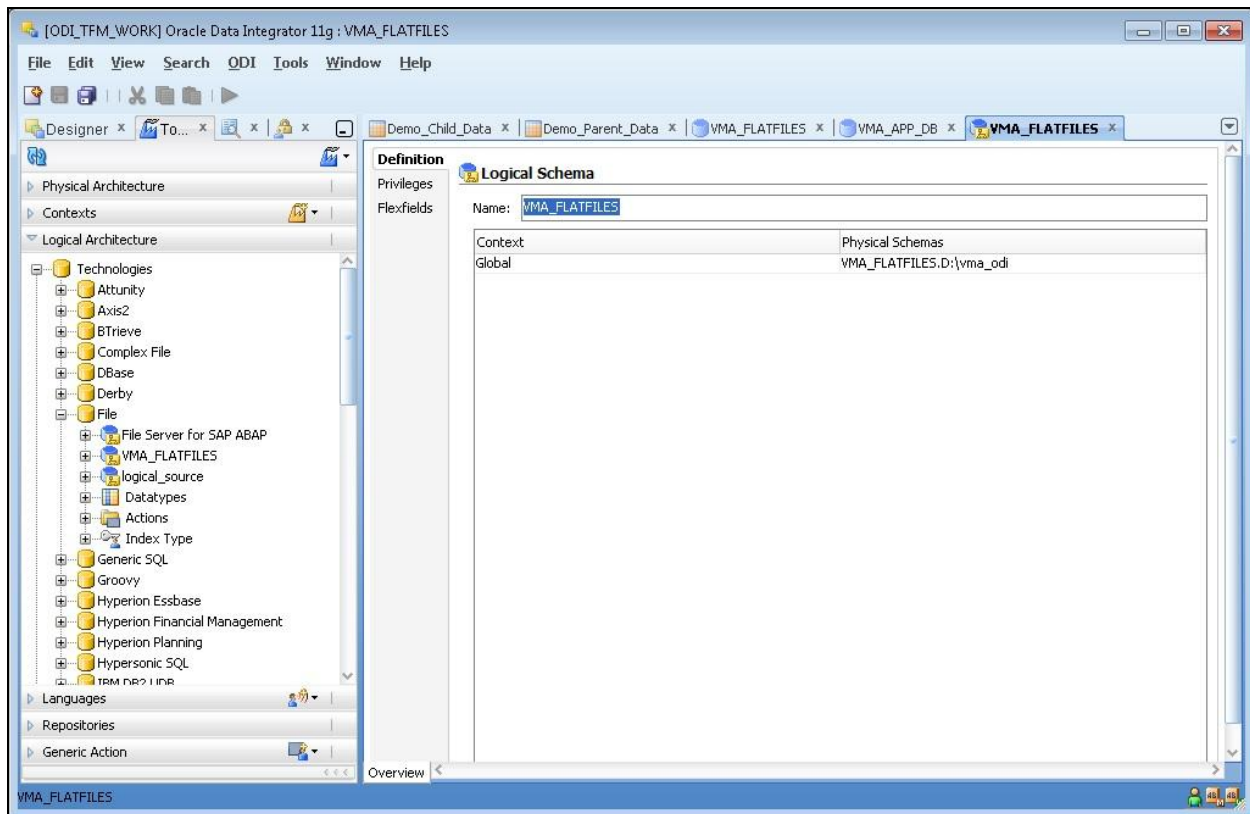 [ODI_TFM_WORK] Oracle Data Integrator 11g : VMA_FLATFILES
File Edit View Search ODI Tools Window Help
Designer x To... x x x Demo_Child_Data x Demo_Parent_Data x VMA_FLATFILES x VMA_APP_DB x VMA_FLATFILES x
Physical Architecture
Contexts
Logical Architecture
Technologies
Attunity
Axis2
BTrieve
Complex File
DBase
Derby
File
File Server for SAP ABAP
VMA_FLATFILES
logical_source
Datatypes
Actions
Index Type
Generic SQL
Groovy
Hyperion Essbase
Hyperion Financial Management
Hyperion Planning
Hypersonic SQL
IBM DB2 UDB
Languages
Repositories
Generic Action
Definition
Privileges
Flexfields
Logical Schema
Name: VMA_FLATFILES
Context Physical Schemas
Global VMA_FLATFILES.D:\vma_odi
Overview
VMA_FLATFILES